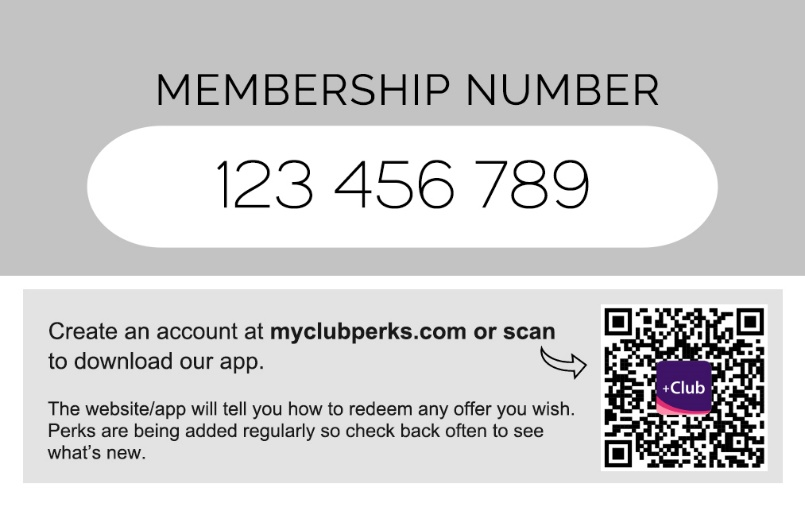 MEMBERSHIP NUMBER
123 456 789
Create an account at myclubperks.com or scan
to download our app.
The website/app will tell you how to redeem any offer you wish.
Perks are being added regularly so check back often to see
what's new.
+Club